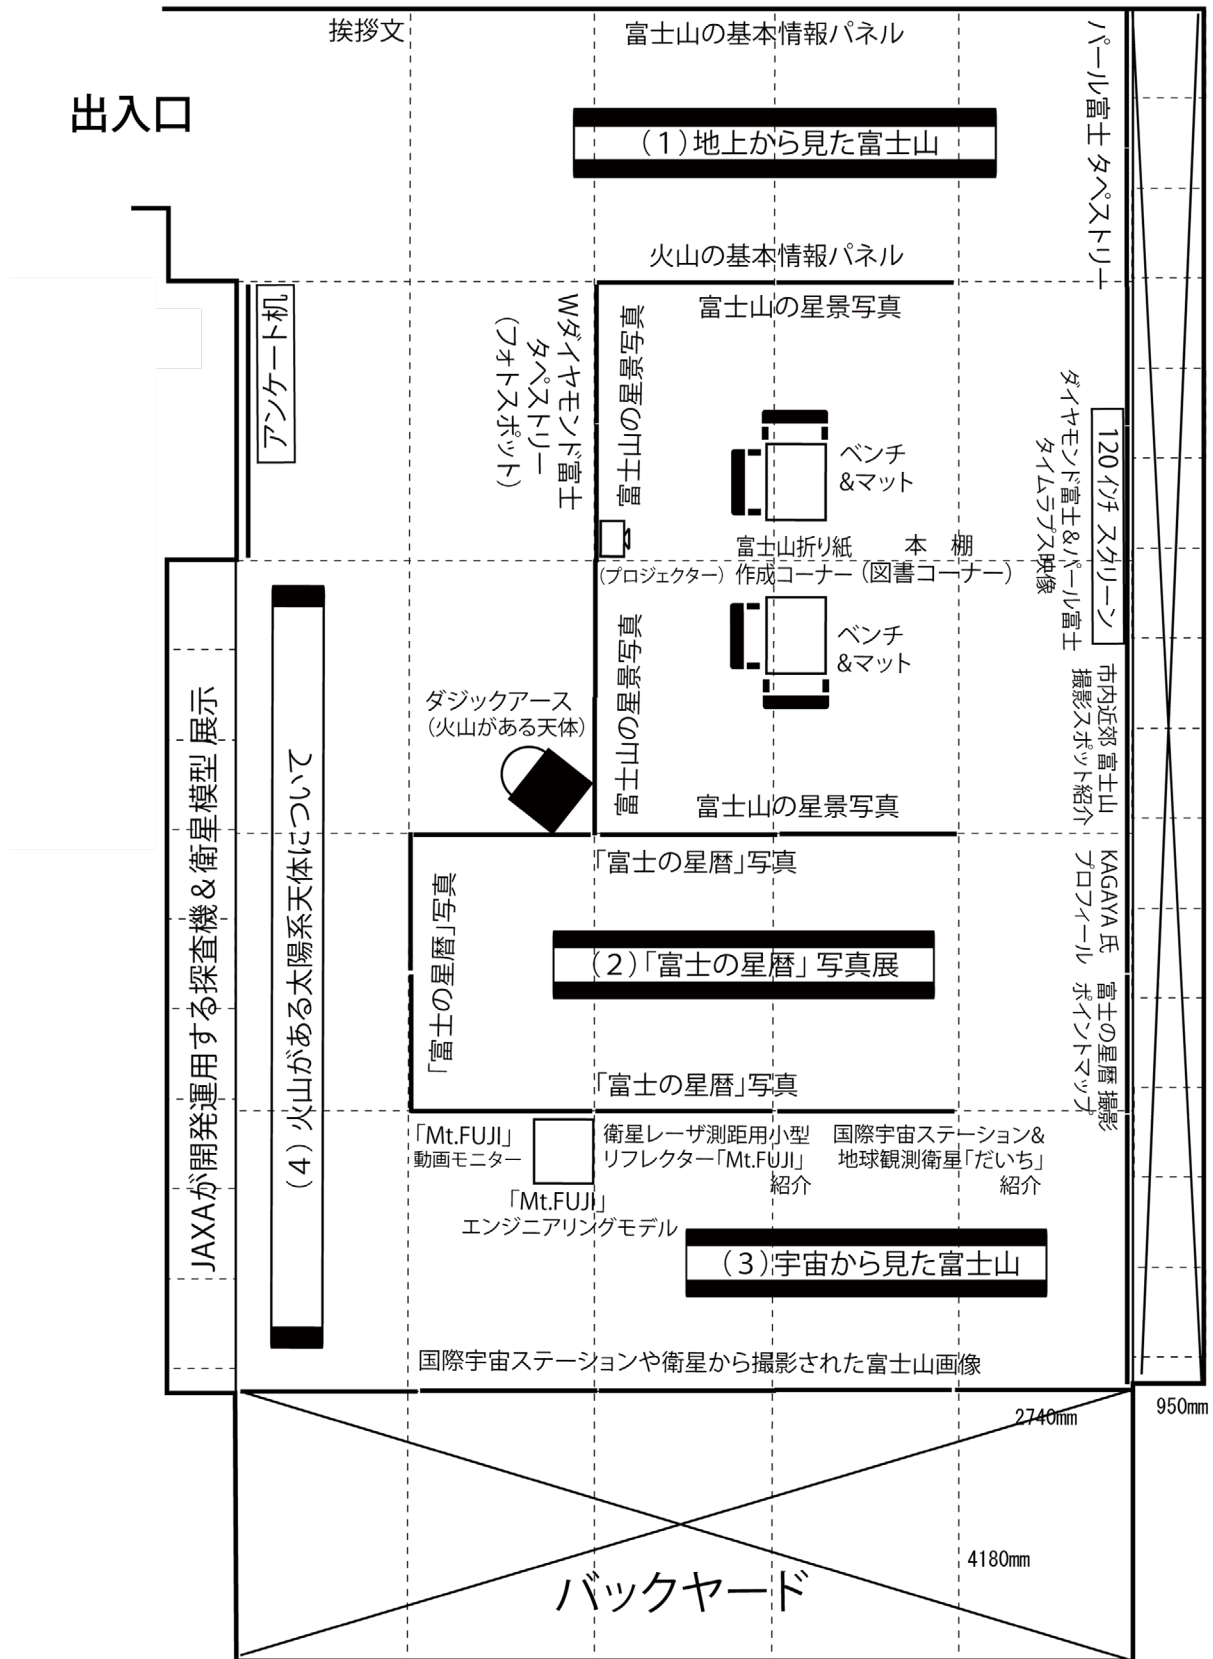 挨拶文
富士山の基本情報パネル
パール富士 タペストリー
出入口
(1)地上から見た富士山
火山の基本情報パネル
アンケート机
Wダイヤモンド富士
タペストリー
(フォトスポット)
富士山の星景写真
富士山の星景写真
ベンチ
&マット
120インチ スクリーン
ダイヤモンド富士&パール富士
タイムラプス映像
(プロジェクター)
富士山折り紙
作成コーナー
本 棚
(図書コーナー)
ベンチ
&マット
富士山の星景写真
富士山の星景写真
市内近郊 富士山
撮影スポット紹介
ダジックアース
(火山がある天体)
JAXAが開発運用する探査機&衛星模型 展示
(4)火山がある太陽系天体について
「富士の星暦」写真
「富士の星暦」写真
(2)「富士の星暦」写真展
「富士の星暦」写真
KAGAYA 氏
プロフィール
富士の星暦 撮影
ポイントマップ
「Mt.FUJI」
動画モニター
「Mt.FUJI」
エンジニアリングモデル
衛星レーザ測距用小型
リフレクター「Mt.FUJI」
紹介
国際宇宙ステーション&
地球観測衛星「だいち」
紹介
(3)宇宙から見た富士山
国際宇宙ステーションや衛星から撮影された富士山画像
2740mm
950mm
4180mm
バックヤード